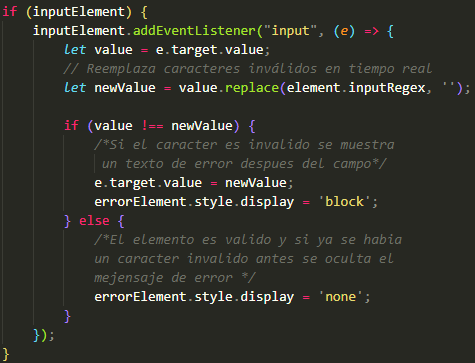 if (inputElement) {
inputElement.addEventListener("input", (e) => {
let value = e.target.value;
// Reemplaza caracteres inválidos en tiempo real
let newValue = value.replace(element.inputRegex, '');
if (value !== newValue) {
/*Si el caracter es invalido se muestra
un texto de error despues del campo*/
e.target.value = newValue;
errorElement.style.display = 'block';
} else {
/*El elemento es valido y si ya se habia
un caracter invalido antes se oculta el
mejensaje de error */
errorElement.style.display = 'none';
}
});
}